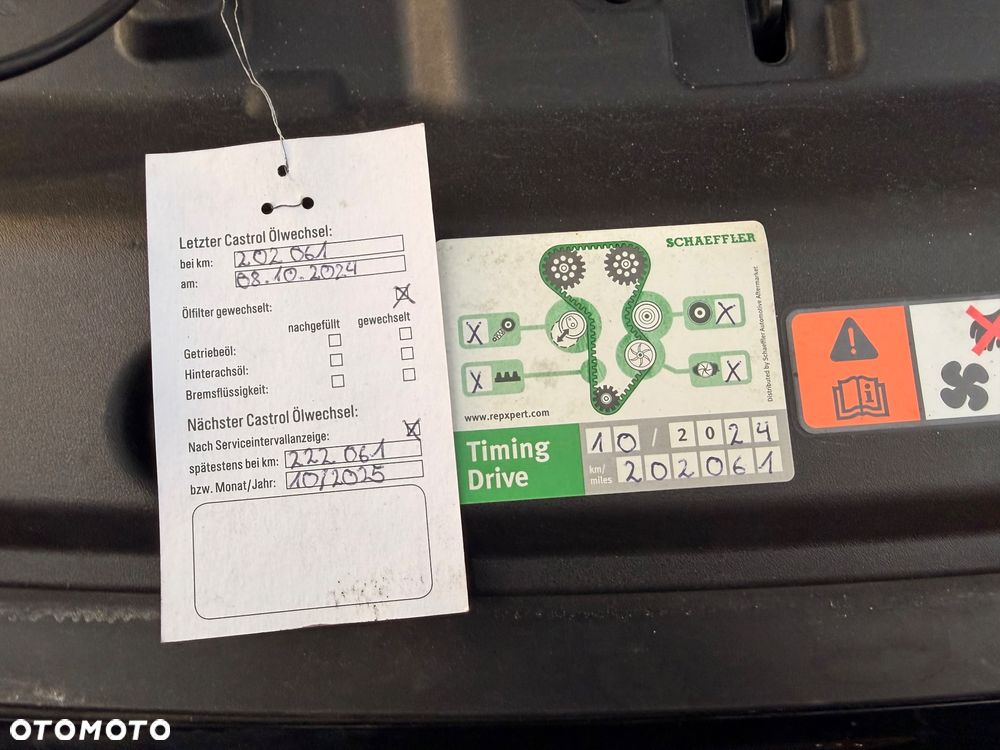 Letzter Castrol Ölwechsel:
bei km: 202 061
am: 08.10.2024
Ölfilter gewechselt: X
nachgefüllt gewechselt
Getriebeöl:
Hinterachsöl:
Bremsflüssigkeit:
Nächster Castrol Ölwechsel:
Nach Serviceintervallanzeige: X
spätestens bei km: 222 061
bzw. Monat/Jahr: 10/2025
SCHAEFFLER
X X
X X
www.repxpert.com
Distributed by Schaeffler Automotive Aftermarket
Timing
Drive
10 / 2024
km/
miles
202061
OTOMOTO